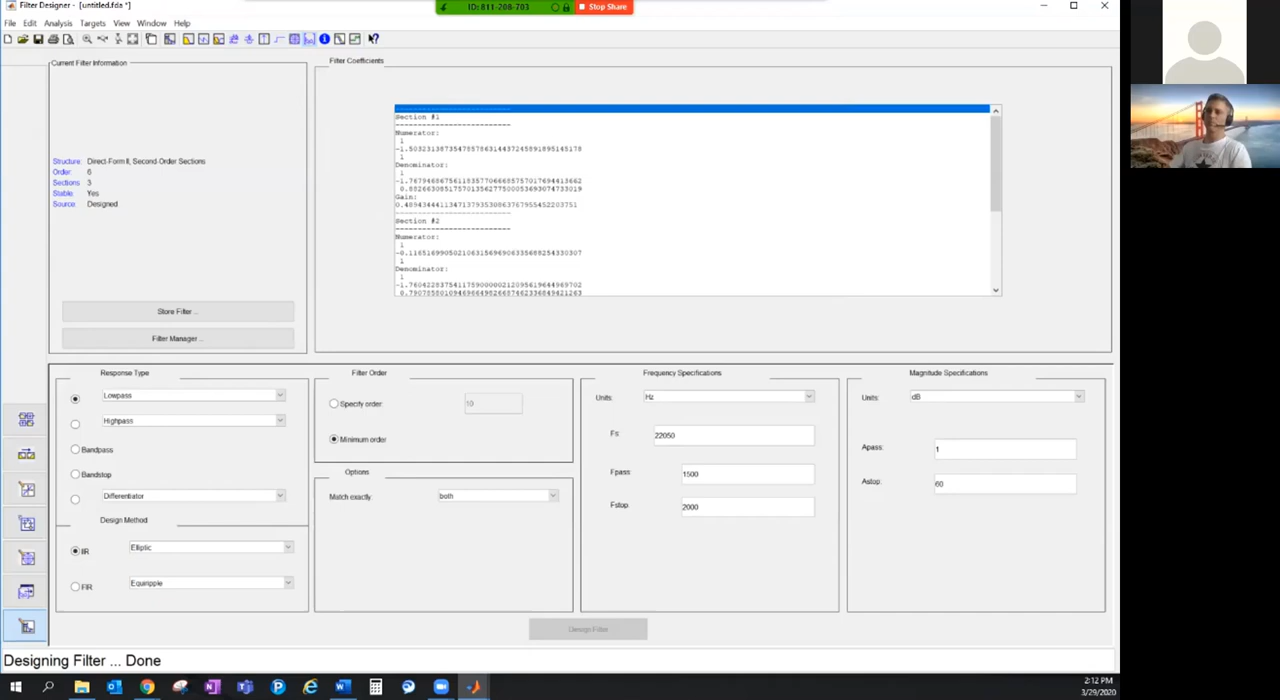 Filter Designer - [untitled.fda *]
ID: 811-208-703
Stop Share
File Edit Analysis Targets View Window Help
Current Filter Information
Structure: Direct-Form II, Second-Order Sections
Order: 6
Sections: 3
Stable: Yes
Source: Designed
Store Filter ...
Filter Manager ...
Filter Coefficients
Section #1
Numerator:
1
1
Denominator:
1
Gain:
Section #2
Numerator:
1
1
Denominator:
1
Response Type
Lowpass
Highpass
Bandpass
Bandstop
Differentiator
Design Method
IIR Elliptic
FIR Equiripple
Filter Order
Specify order: 10
Minimum order
Options
Match exactly: both
Frequency Specifications
Units: Hz
Fs: 22050
Fpass: 1500
Fstop: 2000
Magnitude Specifications
Units: dB
Apass: 1
Astop: 60
Design Filter
Designing Filter ... Done
2:12 PM
3/29/2020